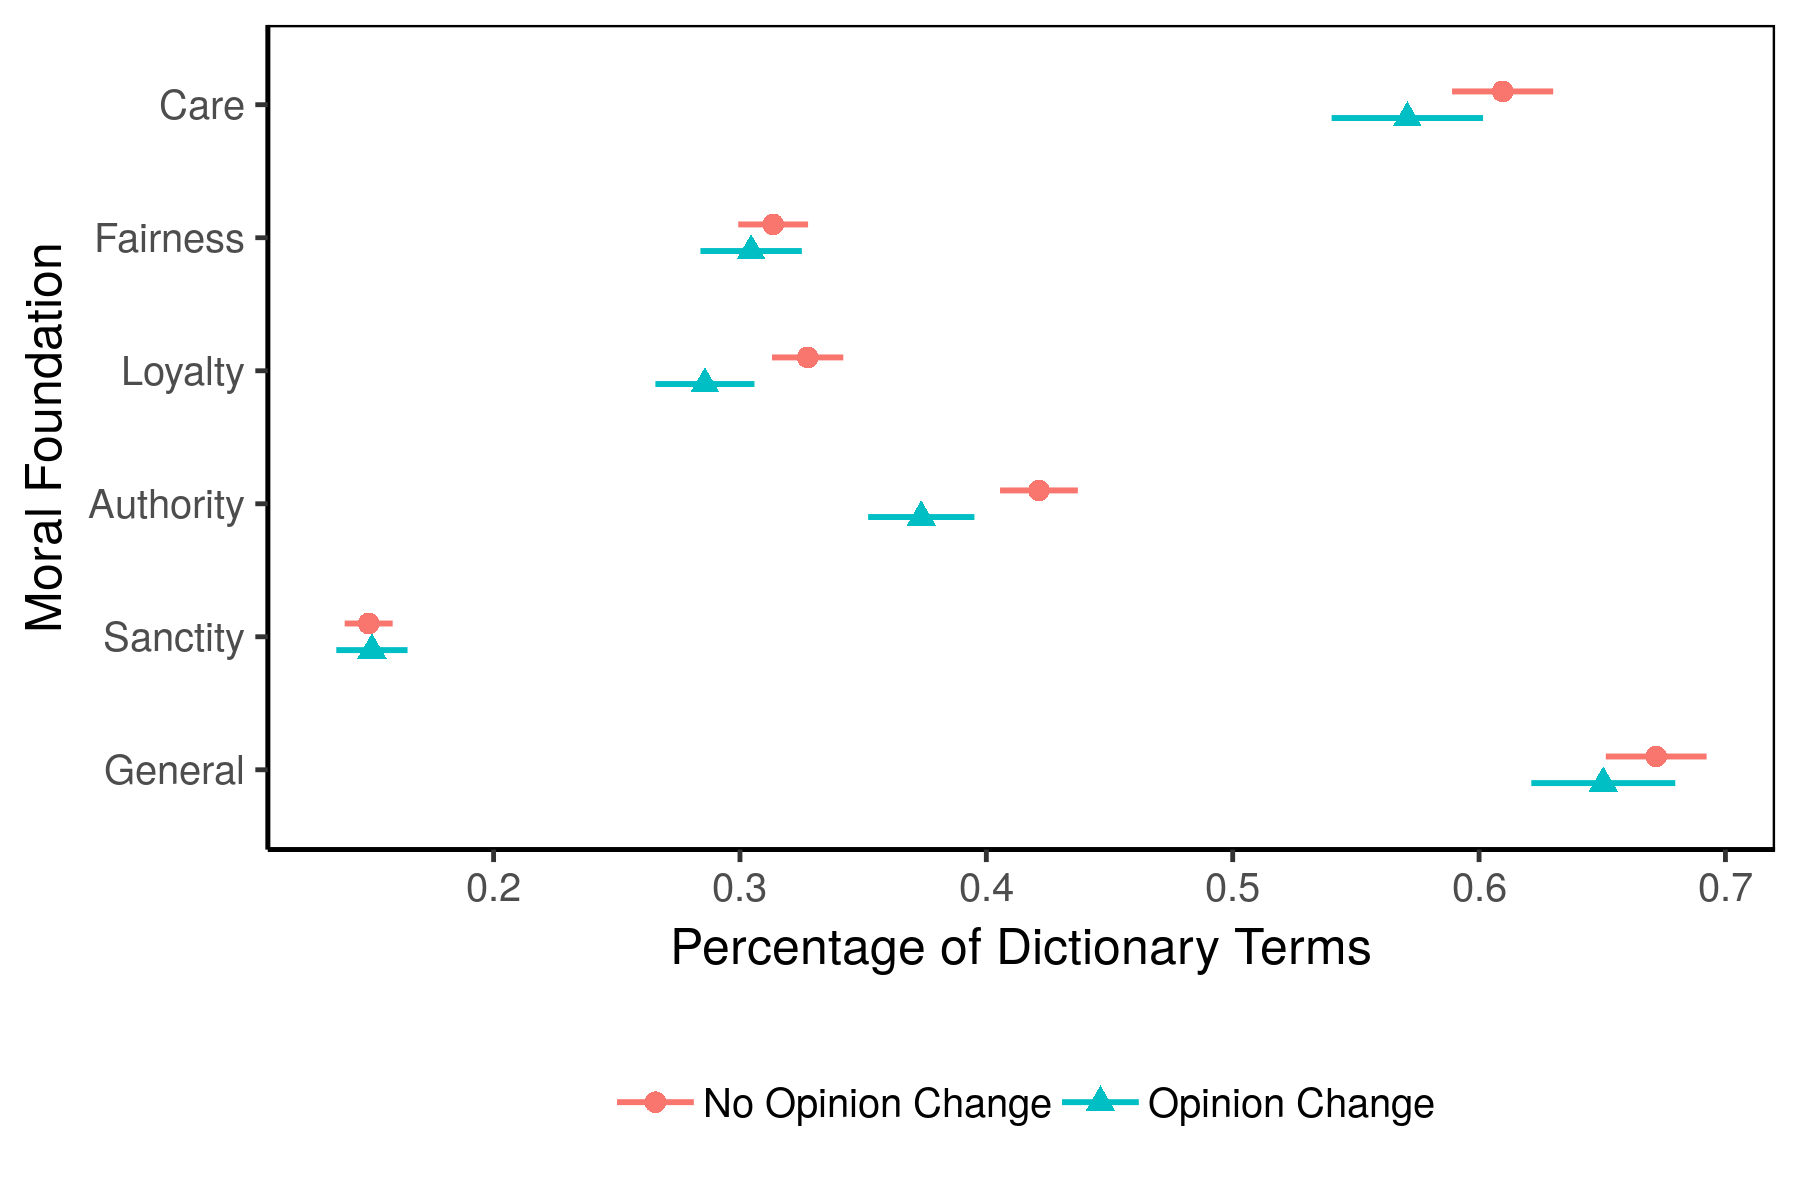 Moral Foundation
Care
Fairness
Loyalty
Authority
Sanctity
General
0.2 0.3 0.4 0.5 0.6 0.7
Percentage of Dictionary Terms
No Opinion Change Opinion Change